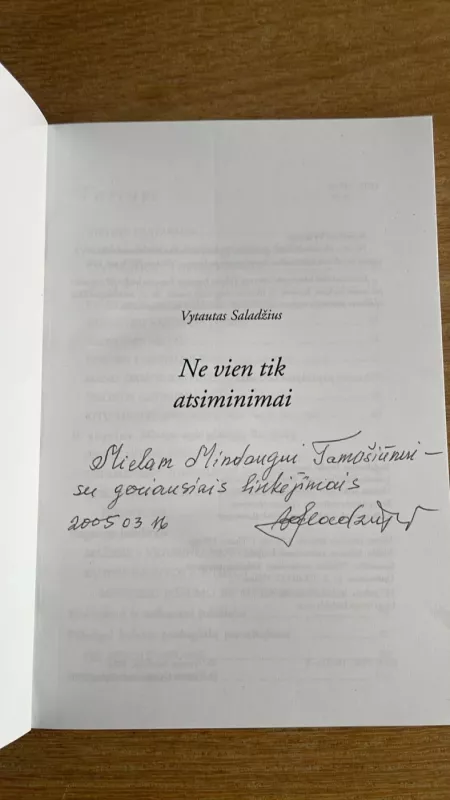 Vytautas Saladžius
Ne vien tik
atsiminimai
Mielam Mindaugui Tamošiūnui –
su geriausiais linkėjimais
2005 03 16